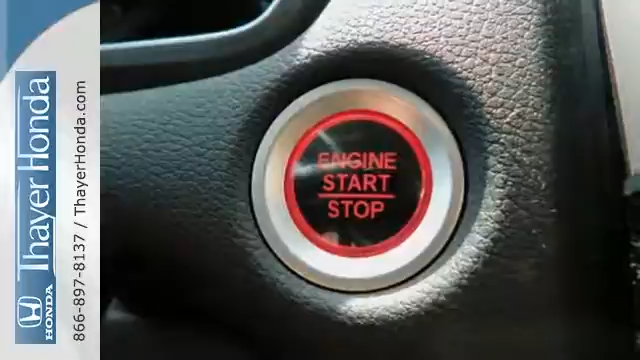 Thayer Honda
HONDA
866-897-8137 / ThayerHonda.com
ENGINE
START
STOP